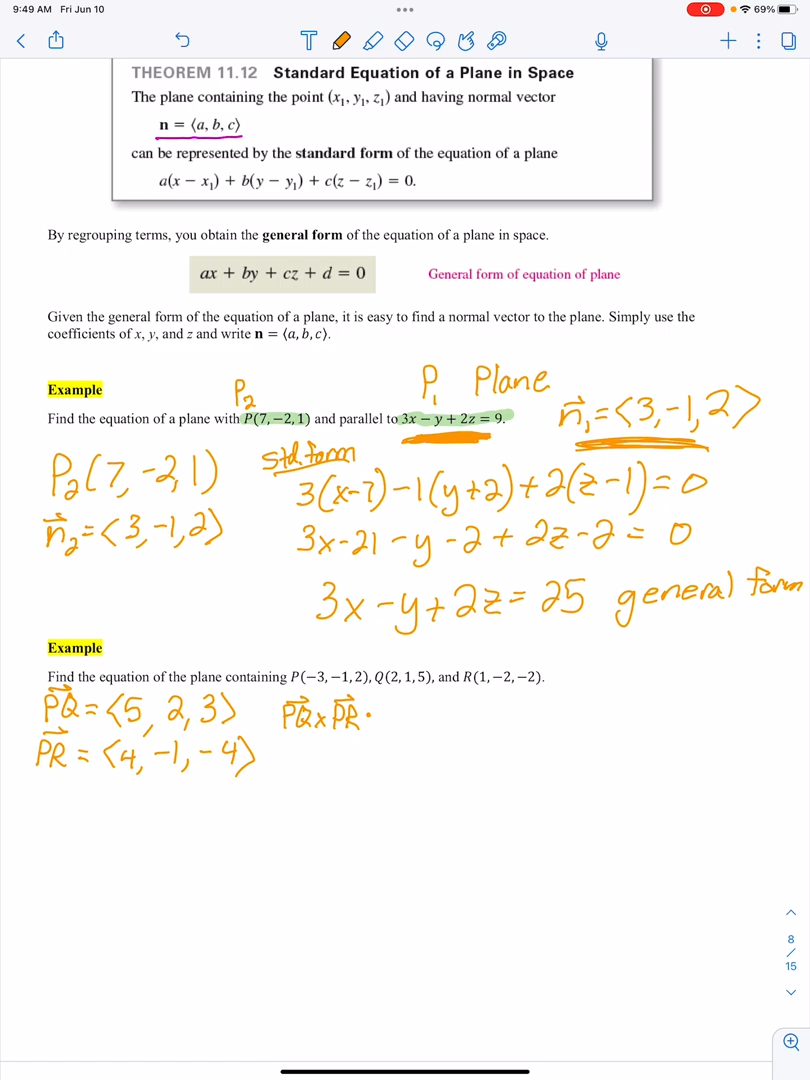 9:49 AM Fri Jun 10
69%
THEOREM 11.12 Standard Equation of a Plane in Space
The plane containing the point (x₁, y₁, z₁) and having normal vector
n = ⟨a, b, c⟩
can be represented by the standard form of the equation of a plane
a(x − x₁) + b(y − y₁) + c(z − z₁) = 0.
By regrouping terms, you obtain the general form of the equation of a plane in space.
ax + by + cz + d = 0 General form of equation of plane
Given the general form of the equation of a plane, it is easy to find a normal vector to the plane. Simply use the
coefficients of x, y, and z and write n = ⟨a, b, c⟩.
P₂ P₁ Plane
Example
Find the equation of a plane with P(7, −2, 1) and parallel to 3x − y + 2z = 9. n⃗₁ = <3, -1, 2>
std. form
P₂(7, -2, 1) 3(x-7) - 1(y+2) + 2(z-1) = 0
n⃗₂ = <3, -1, 2> 3x - 21 - y - 2 + 2z - 2 = 0
3x - y + 2z = 25 general form
Example
Find the equation of the plane containing P(−3, −1, 2), Q(2, 1, 5), and R(1, −2, −2).
PQ⃗ = <5, 2, 3> PQ⃗ x PR⃗ ·
PR⃗ = <4, -1, -4>
8
/
15